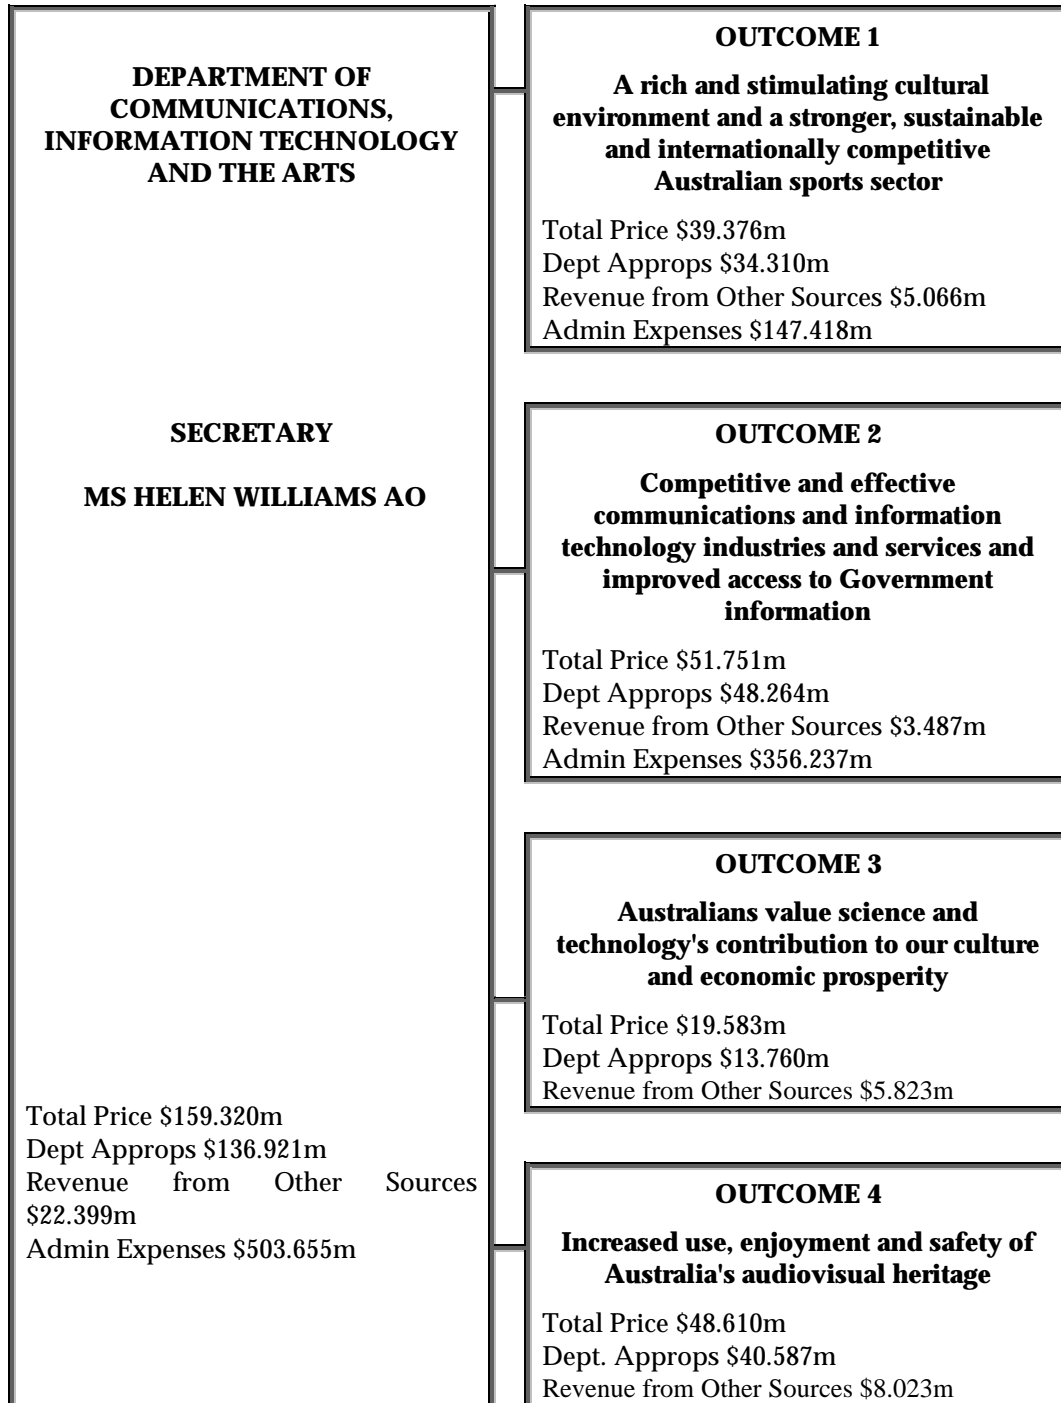 DEPARTMENT OF
COMMUNICATIONS,
INFORMATION TECHNOLOGY
AND THE ARTS
SECRETARY
MS HELEN WILLIAMS AO
Total Price $159.320m
Dept Approps $136.921m
Revenue from Other Sources
$22.399m
Admin Expenses $503.655m
OUTCOME 1
A rich and stimulating cultural
environment and a stronger, sustainable
and internationally competitive
Australian sports sector
Total Price $39.376m
Dept Approps $34.310m
Revenue from Other Sources $5.066m
Admin Expenses $147.418m
OUTCOME 2
Competitive and effective
communications and information
technology industries and services and
improved access to Government
information
Total Price $51.751m
Dept Approps $48.264m
Revenue from Other Sources $3.487m
Admin Expenses $356.237m
OUTCOME 3
Australians value science and
technology's contribution to our culture
and economic prosperity
Total Price $19.583m
Dept Approps $13.760m
Revenue from Other Sources $5.823m
OUTCOME 4
Increased use, enjoyment and safety of
Australia's audiovisual heritage
Total Price $48.610m
Dept. Approps $40.587m
Revenue from Other Sources $8.023m